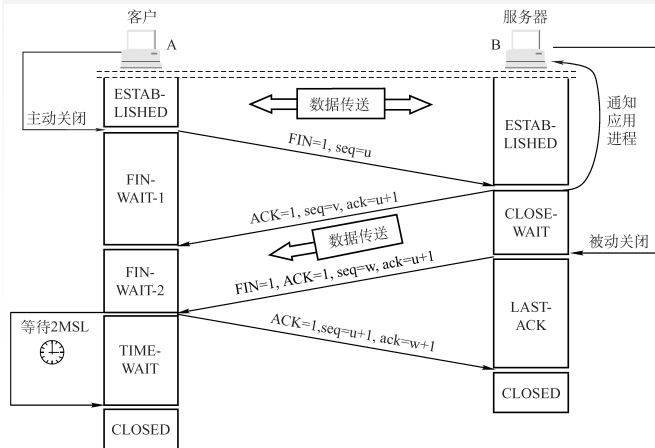 客户
服务器
A
B
ESTAB-
LISHED
数据传送
通知
应用
进程
主动关闭
FIN=1, seq=u
ESTAB-
LISHED
FIN-
WAIT-1
ACK=1, seq=v, ack=u+1
CLOSE-
WAIT
数据传送
被动关闭
FIN-
WAIT-2
FIN=1, ACK=1, seq=w, ack=u+1
LAST-
ACK
等待2MSL
ACK=1,seq=u+1, ack=w+1
TIME-
WAIT
CLOSED
CLOSED